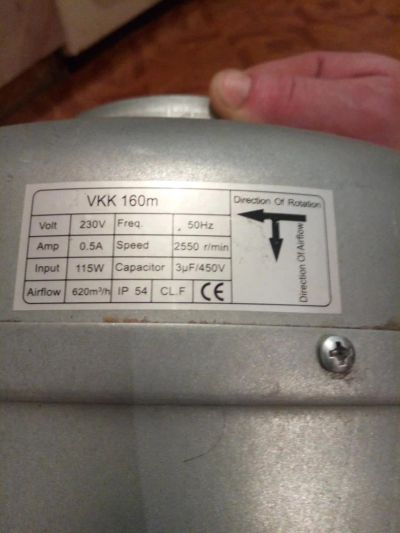 VKK 160m
Volt 230V Freq. 50Hz
Amp 0.5A Speed 2550 r/min
Input 115W Capacitor 3μF/450V
Airflow 620m³/h IP 54 CL.F CE
Direction Of Rotation
Direction Of Airflow